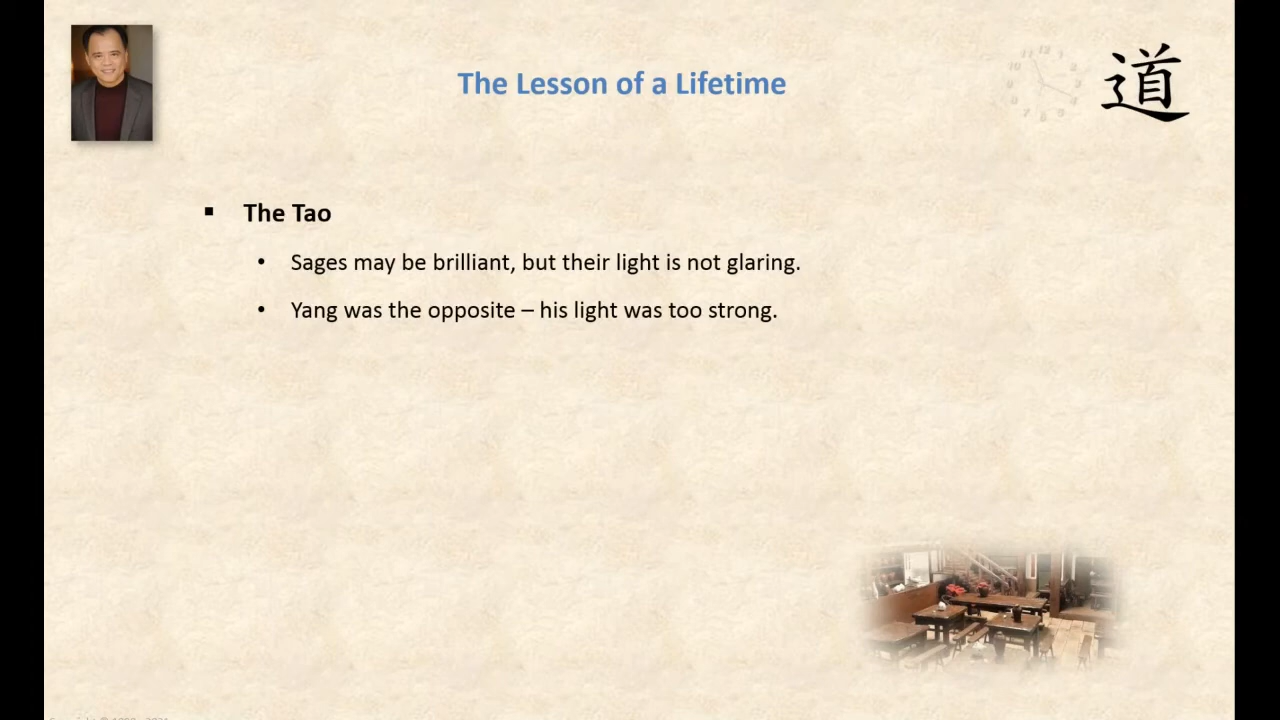 The Lesson of a Lifetime
道
▪ The Tao
• Sages may be brilliant, but their light is not glaring.
• Yang was the opposite – his light was too strong.